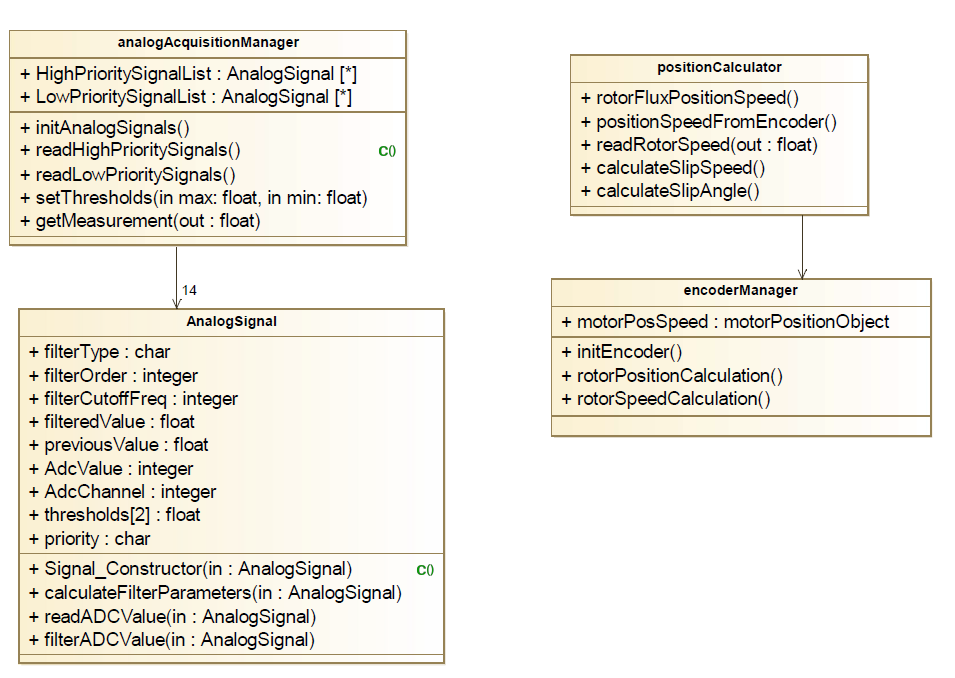 analogAcquisitionManager
+ HighPrioritySignalList : AnalogSignal [*]
+ LowPrioritySignalList : AnalogSignal [*]
+ initAnalogSignals()
+ readHighPrioritySignals() C()
+ readLowPrioritySignals()
+ setThresholds(in max: float, in min: float)
+ getMeasurement(out : float)
14
AnalogSignal
+ filterType : char
+ filterOrder : integer
+ filterCutoffFreq : integer
+ filteredValue : float
+ previousValue : float
+ AdcValue : integer
+ AdcChannel : integer
+ thresholds[2] : float
+ priority : char
+ Signal_Constructor(in : AnalogSignal) C()
+ calculateFilterParameters(in : AnalogSignal)
+ readADCValue(in : AnalogSignal)
+ filterADCValue(in : AnalogSignal)
positionCalculator
+ rotorFluxPositionSpeed()
+ positionSpeedFromEncoder()
+ readRotorSpeed(out : float)
+ calculateSlipSpeed()
+ calculateSlipAngle()
encoderManager
+ motorPosSpeed : motorPositionObject
+ initEncoder()
+ rotorPositionCalculation()
+ rotorSpeedCalculation()